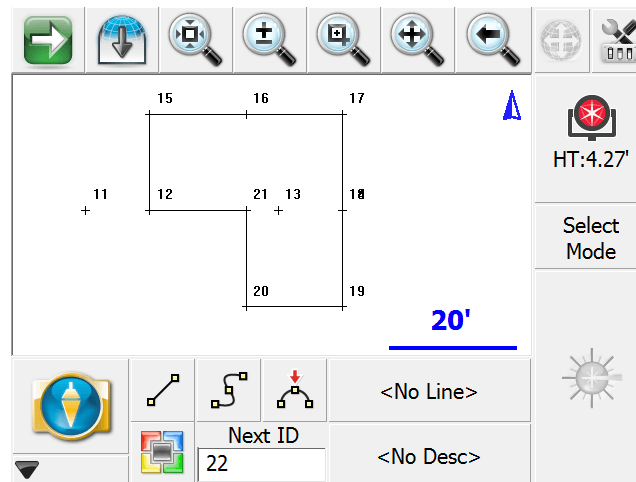 HT:4.27'
15 16 17
11 12 21 13
Select
Mode
20 19
20'
<No Line>
Next ID
22
<No Desc>